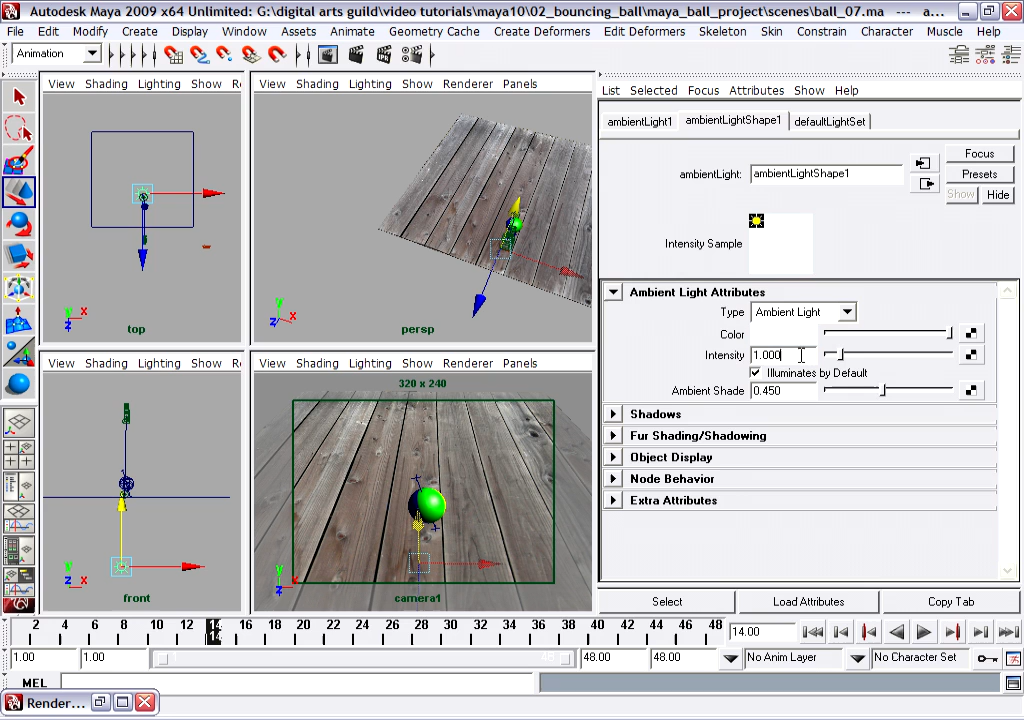 Autodesk Maya 2009 x64 Unlimited: G:\digital arts guild\video tutorials\maya10\02_bouncing_ball\maya_ball_project\scenes\ball_07.ma --- a...
File Edit Modify Create Display Window Assets Animate Geometry Cache Create Deformers Edit Deformers Skeleton Skin Constrain Character Muscle Help
Animation
View Shading Lighting Show Re
View Shading Lighting Show Renderer Panels
List Selected Focus Attributes Show Help
ambientLight1 ambientLightShape1 defaultLightSet
Focus
ambientLight: ambientLightShape1
Presets
Show Hide
Intensity Sample
Ambient Light Attributes
Type Ambient Light
Color
Intensity 1.000
Illuminates by Default
Ambient Shade 0.450
Shadows
Fur Shading/Shadowing
Object Display
Node Behavior
Extra Attributes
y x
z
top
y x
z
persp
View Shading Lighting Show Re
View Shading Lighting Show Renderer Panels
320 x 240
y
z x
front
y
z x
camera1
Select Load Attributes Copy Tab
2 4 6 8 10 12 14 16 18 20 22 24 26 28 30 32 34 36 38 40 42 44 46 48
14
14.00
1.00 1.00 1 48 48.00 48.00 No Anim Layer No Character Set
MEL
Render...